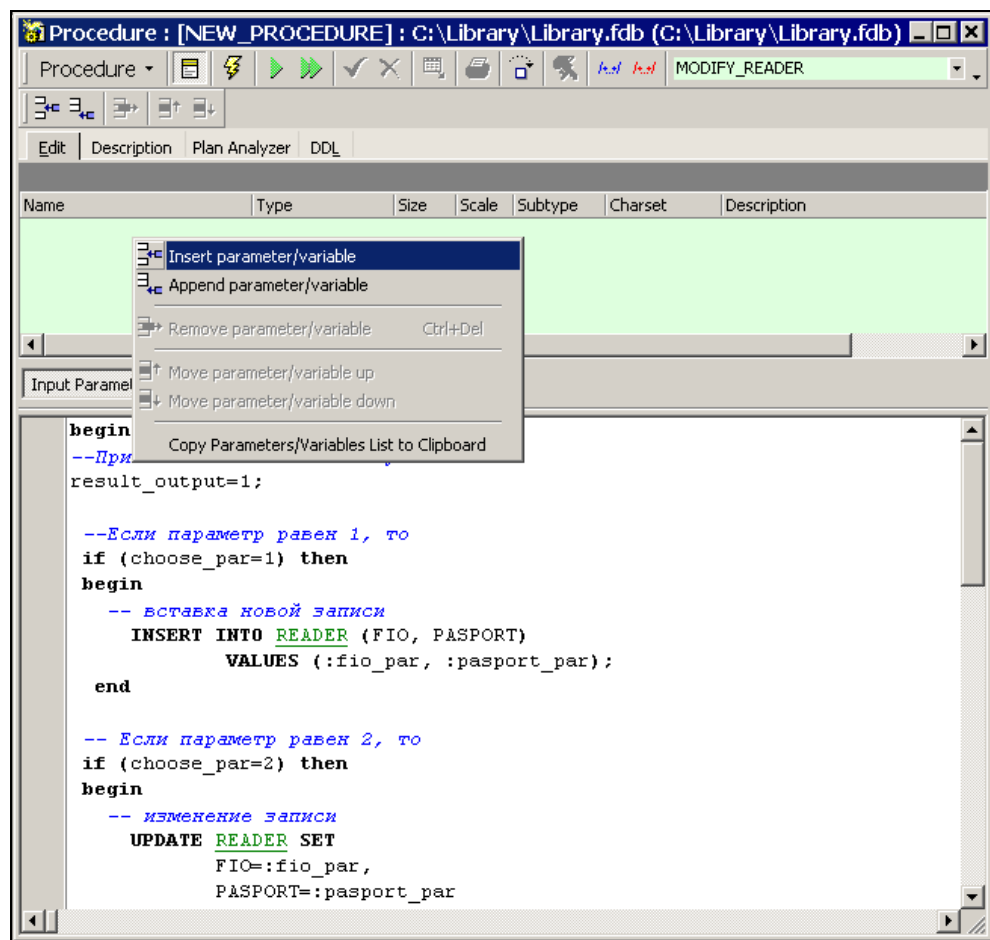 Procedure : [NEW_PROCEDURE] : C:\Library\Library.fdb (C:\Library\Library.fdb)
Procedure MODIFY_READER
Edit Description Plan Analyzer DDL
Name Type Size Scale Subtype Charset Description
Insert parameter/variable
Append parameter/variable
Remove parameter/variable Ctrl+Del
Move parameter/variable up
Input
Move parameter/variable down
Copy Parameters/Variables List to Clipboard
begin
result_output=1;
--Если параметр равен 1, то
if (choose_par=1) then
begin
-- вставка новой записи
INSERT INTO READER (FIO, PASPORT)
VALUES (:fio_par, :pasport_par);
end
-- Если параметр равен 2, то
if (choose_par=2) then
begin
-- изменение записи
UPDATE READER SET
FIO=:fio_par,
PASPORT=:pasport_par